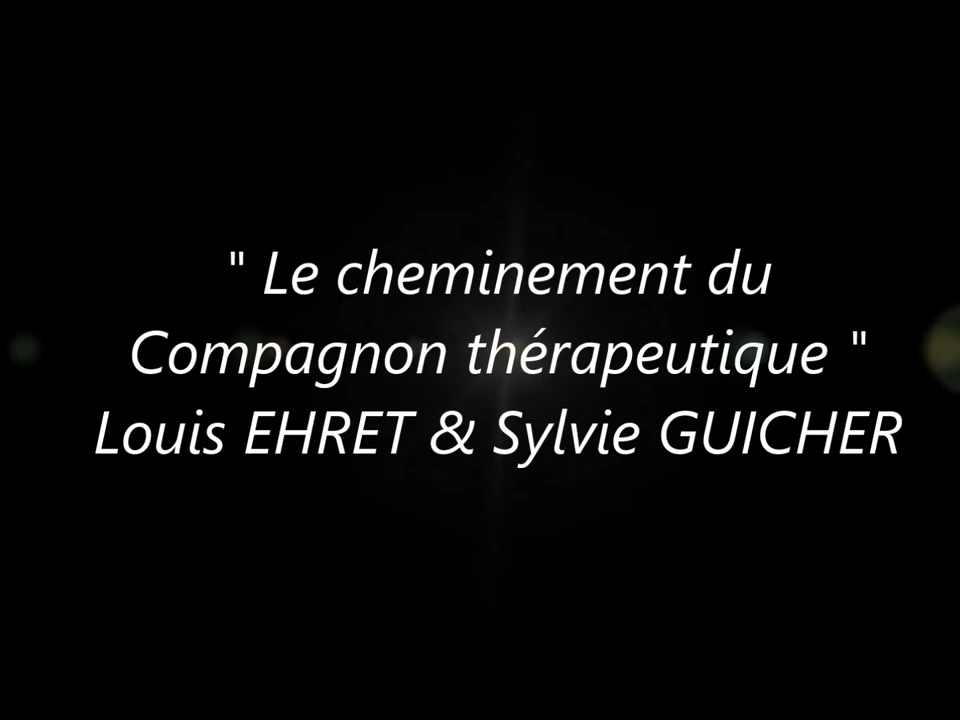 " Le cheminement du
Compagnon thérapeutique "
Louis EHRET & Sylvie GUICHER